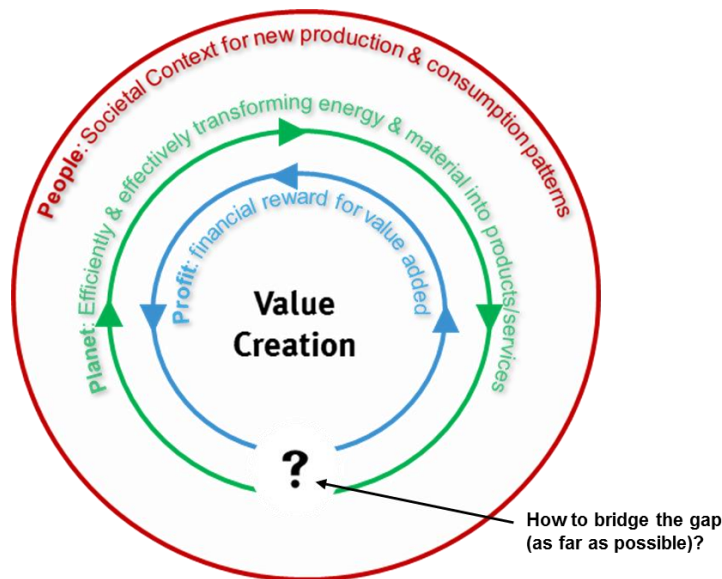 People: Societal Context for new production & consumption patterns
Planet: Efficiently & effectively transforming energy & material into products/services
Profit: financial reward for value added
Value
Creation
?
How to bridge the gap
(as far as possible)?